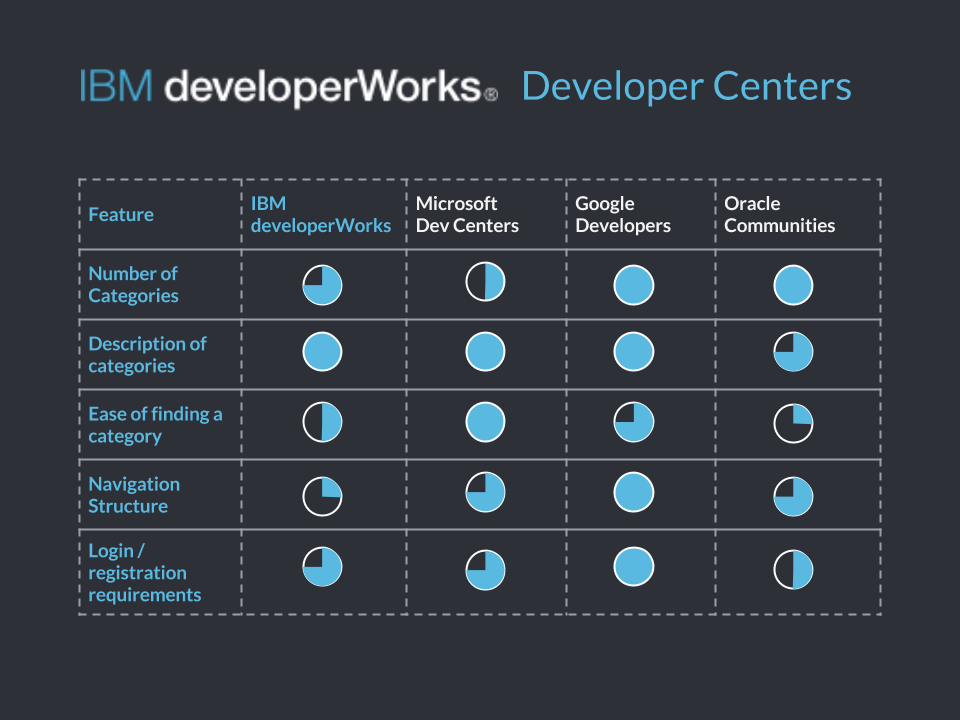 IBM developerWorks® Developer Centers
Feature
IBM
developerWorks
Microsoft
Dev Centers
Google
Developers
Oracle
Communities
Number of
Categories
Description of
categories
Ease of finding a
category
Navigation
Structure
Login /
registration
requirements